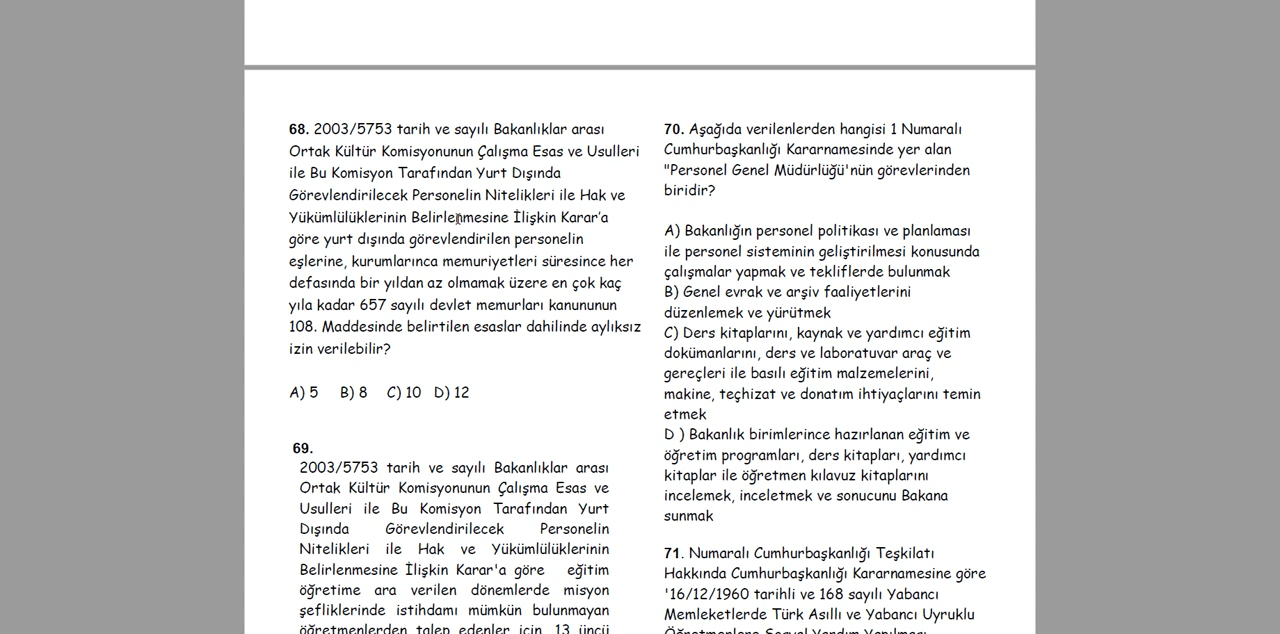 68. 2003/5753 tarih ve sayılı Bakanlıklar arası
Ortak Kültür Komisyonunun Çalışma Esas ve Usulleri
ile Bu Komisyon Tarafından Yurt Dışında
Görevlendirilecek Personelin Nitelikleri ile Hak ve
Yükümlülüklerinin Belirlenmesine İlişkin Karar’a
göre yurt dışında görevlendirilen personelin
eşlerine, kurumlarınca memuriyetleri süresince her
defasında bir yıldan az olmamak üzere en çok kaç
yıla kadar 657 sayılı devlet memurları kanununun
108. Maddesinde belirtilen esaslar dahilinde aylıksız
izin verilebilir?
A) 5 B) 8 C) 10 D) 12
69.
2003/5753 tarih ve sayılı Bakanlıklar arası
Ortak Kültür Komisyonunun Çalışma Esas ve
Usulleri ile Bu Komisyon Tarafından Yurt
Dışında Görevlendirilecek Personelin
Nitelikleri ile Hak ve Yükümlülüklerinin
Belirlenmesine İlişkin Karar'a göre eğitim
öğretime ara verilen dönemlerde misyon
şefliklerinde istihdamı mümkün bulunmayan
öğretmenlerden talep edenler için, 13 üncü
70. Aşağıda verilenlerden hangisi 1 Numaralı
Cumhurbaşkanlığı Kararnamesinde yer alan
"Personel Genel Müdürlüğü'nün görevlerinden
biridir?
A) Bakanlığın personel politikası ve planlaması
ile personel sisteminin geliştirilmesi konusunda
çalışmalar yapmak ve tekliflerde bulunmak
B) Genel evrak ve arşiv faaliyetlerini
düzenlemek ve yürütmek
C) Ders kitaplarını, kaynak ve yardımcı eğitim
dokümanlarını, ders ve laboratuvar araç ve
gereçleri ile basılı eğitim malzemelerini,
makine, teçhizat ve donatım ihtiyaçlarını temin
etmek
D ) Bakanlık birimlerince hazırlanan eğitim ve
öğretim programları, ders kitapları, yardımcı
kitaplar ile öğretmen kılavuz kitaplarını
incelemek, inceletmek ve sonucunu Bakana
sunmak
71. Numaralı Cumhurbaşkanlığı Teşkilatı
Hakkında Cumhurbaşkanlığı Kararnamesine göre
'16/12/1960 tarihli ve 168 sayılı Yabancı
Memleketlerde Türk Asıllı ve Yabancı Uyruklu
Öğretmenlere Sosyal Yardım Yapılması